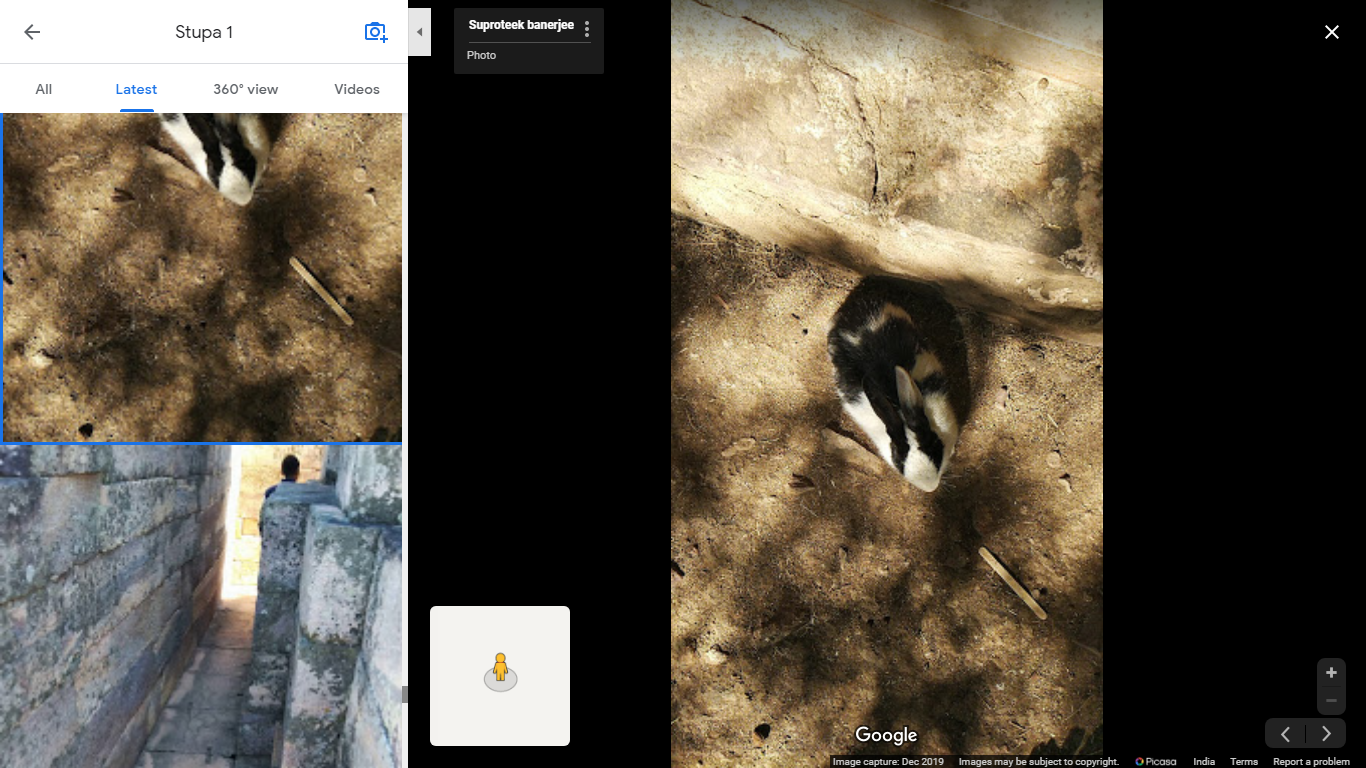 Stupa 1
All
Latest
360° view
Videos
Suproteek banerjee
Photo
Google
Image capture: Dec 2019
Images may be subject to copyright.
Picasa
India
Terms
Report a problem